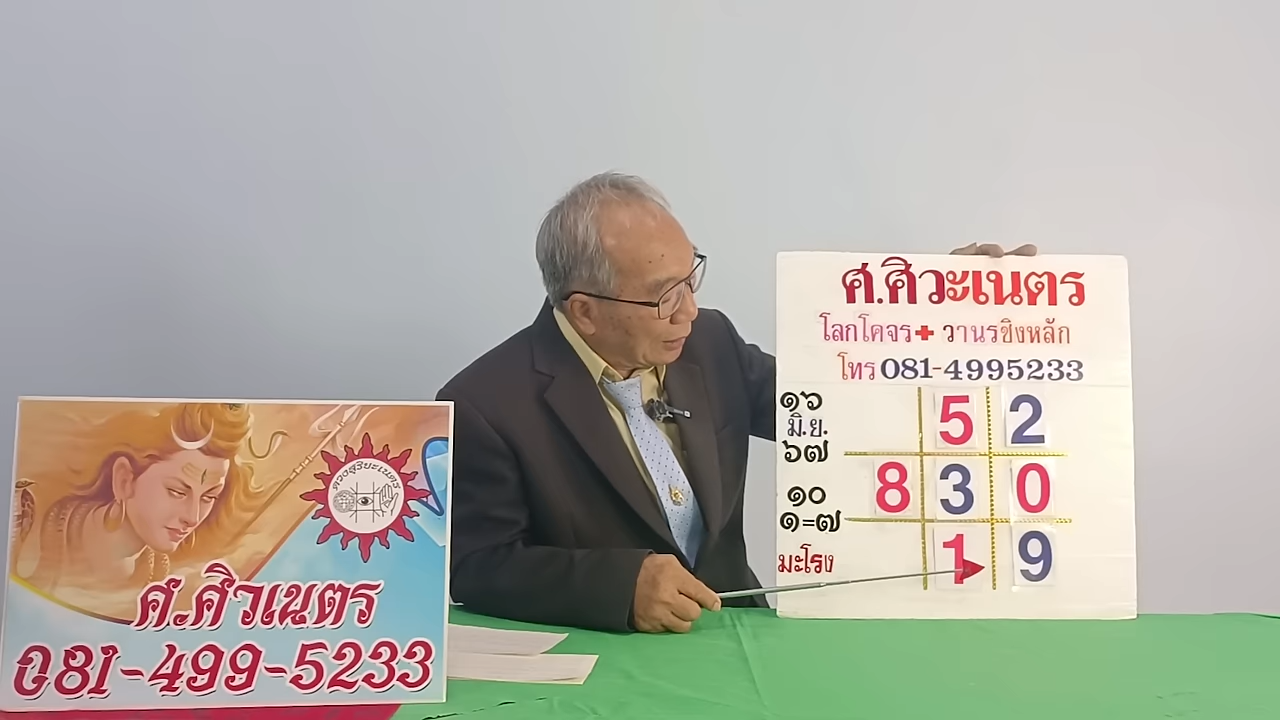 ศ.ศิวะเนตร
โลกโคจร+วานรชิงหลัก
โทร 081-4995233
๑๖
มิ.ย.
๖๗
๑๐
๑=๗
มะโรง
5 2
8 3 0
1 9
ศ.ศิวเนตร
081-499-5233